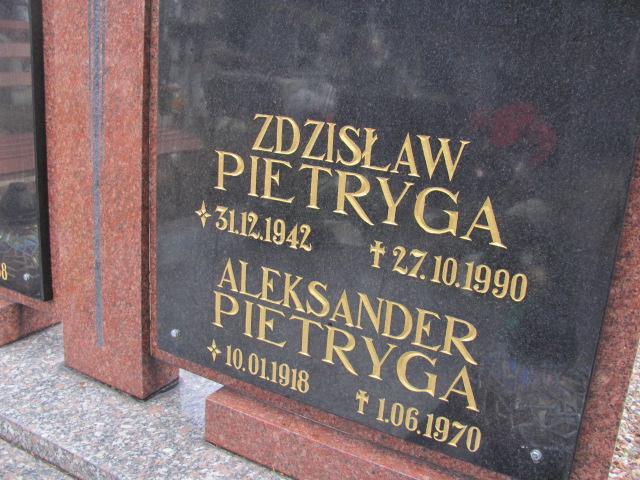 ZDZISŁAW
PIETRYGA
31.12.1942 ✝ 27.10.1990
ALEKSANDER
PIETRYGA
10.01.1918 ✝ 1.06.1970